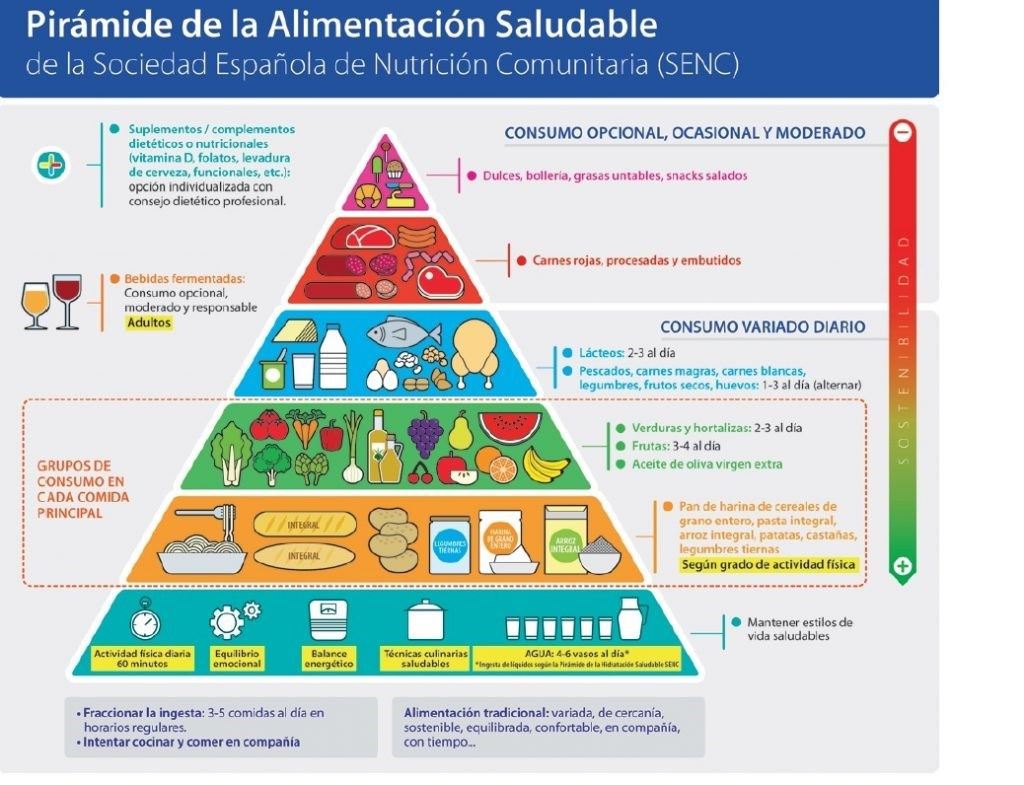 Pirámide de la Alimentación Saludable
de la Sociedad Española de Nutrición Comunitaria (SENC)
Suplementos / complementos
dietéticos o nutricionales
(vitamina D, folatos, levadura
de cerveza, funcionales, etc.):
opción individualizada con
consejo dietético profesional.
CONSUMO OPCIONAL, OCASIONAL Y MODERADO
Dulces, bollería, grasas untables, snacks salados
Carnes rojas, procesadas y embutidos
Bebidas fermentadas:
Consumo opcional,
moderado y responsable
Adultos
CONSUMO VARIADO DIARIO
Lácteos: 2-3 al día
Pescados, carnes magras, carnes blancas,
legumbres, frutos secos, huevos: 1-3 al día (alternar)
SOSTENIBILIDAD
Verduras y hortalizas: 2-3 al día
Frutas: 3-4 al día
Aceite de oliva virgen extra
GRUPOS DE
CONSUMO EN
CADA COMIDA
PRINCIPAL
INTEGRAL
INTEGRAL
LEGUMBRES
TIERNAS
HARINA
DE GRANO
ENTERO
ARROZ
INTEGRAL
Pan de harina de cereales de
grano entero, pasta integral,
arroz integral, patatas, castañas,
legumbres tiernas
Según grado de actividad física
Actividad física diaria
60 minutos
Equilibrio
emocional
Balance
energético
Técnicas culinarias
saludables
AGUA: 4-6 vasos al día*
*Ingesta de líquidos según la Pirámide de la Hidratación Saludable SENC
Mantener estilos de
vida saludables
• Fraccionar la ingesta: 3-5 comidas al día en
horarios regulares.
• Intentar cocinar y comer en compañía
Alimentación tradicional: variada, de cercanía,
sostenible, equilibrada, confortable, en compañía,
con tiempo...